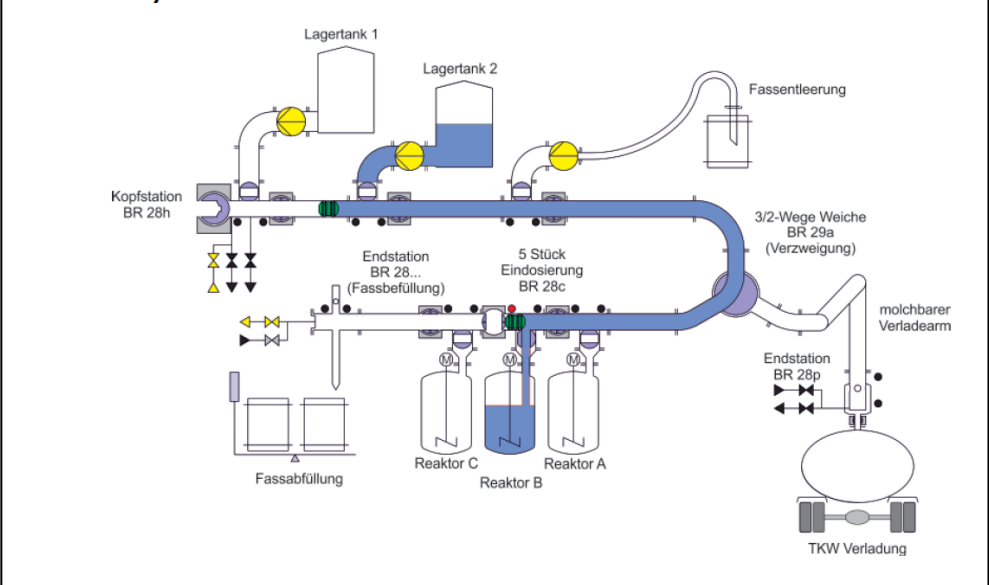 Lagertank 1
Lagertank 2
Fassentleerung
Kopfstation
BR 28h
3/2-Wege Weiche
BR 29a
(Verzweigung)
Endstation
BR 28...
(Fassbefüllung)
5 Stück
Eindosierung
BR 28c
molchbarer
Verladearm
Endstation
BR 28p
M
M
M
Reaktor C
Reaktor B
Reaktor A
Fassabfüllung
TKW Verladung